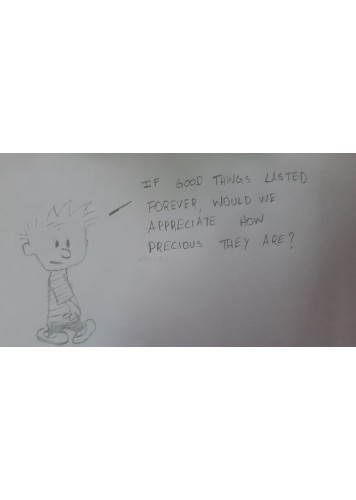 IF GOOD THINGS LASTED
FOREVER, WOULD WE
APPRECIATE HOW
PRECIOUS THEY ARE?